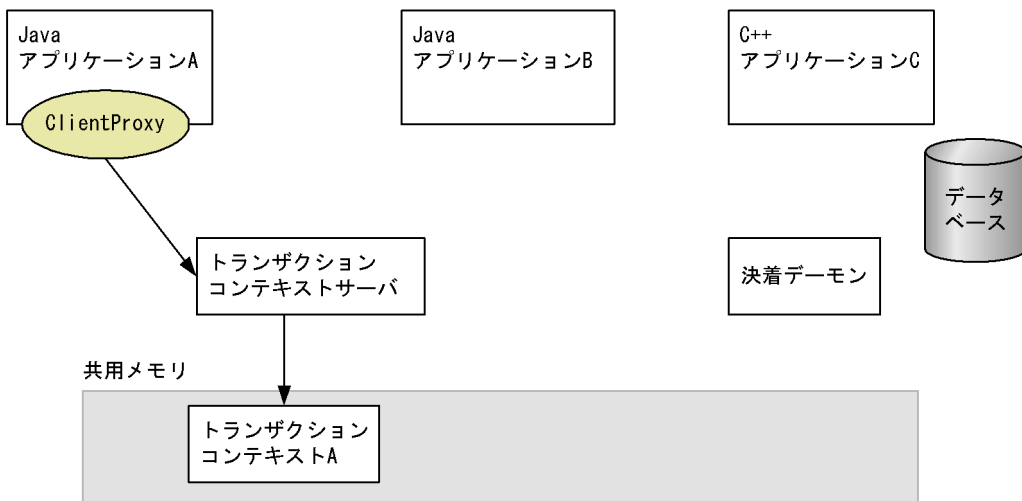 Java
アプリケーションA
Java
アプリケーションB
C++
アプリケーションC
ClientProxy
データ
ベース
トランザクション
コンテキストサーバ
決着デーモン
共用メモリ
トランザクション
コンテキストA